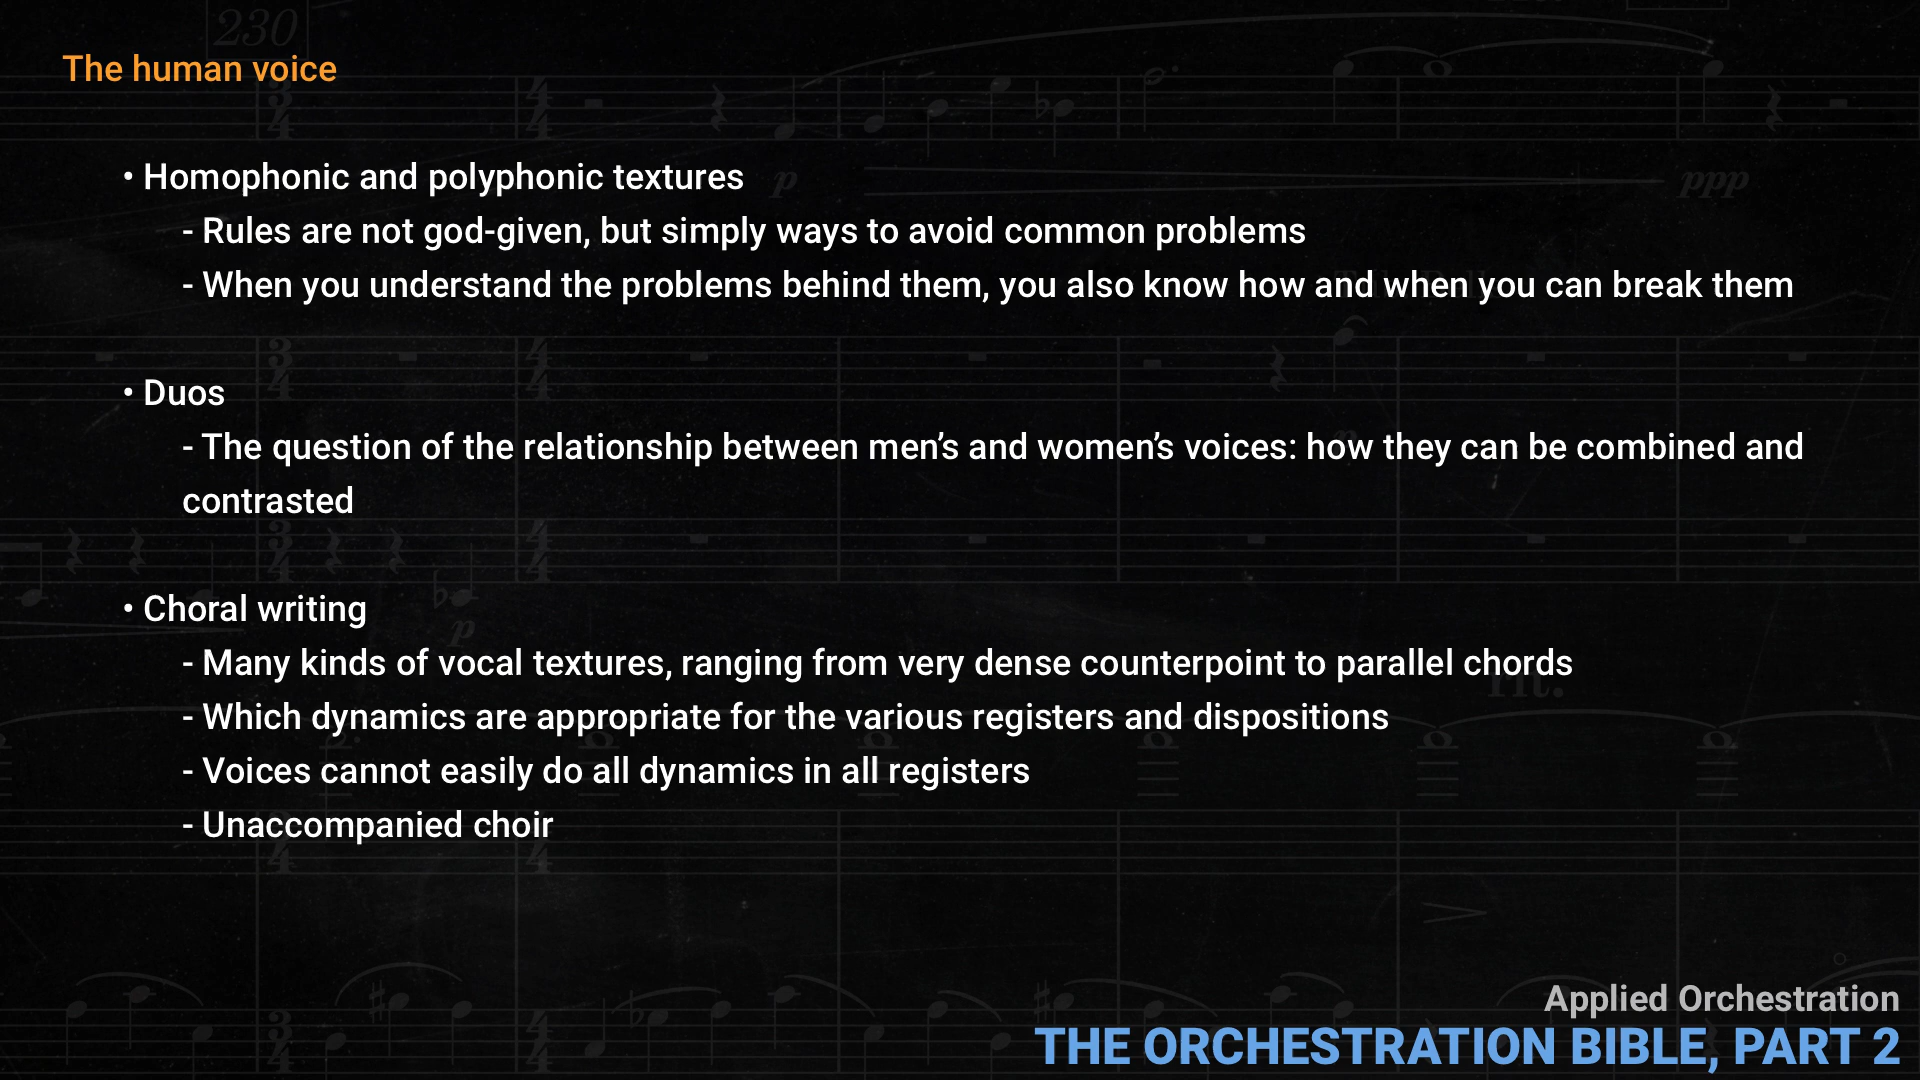 230
The human voice
• Homophonic and polyphonic textures
p
ppp
- Rules are not god-given, but simply ways to avoid common problems
- When you understand the problems behind them, you also know how and when you can break them
• Duos
- The question of the relationship between men’s and women’s voices: how they can be combined and
contrasted
• Choral writing
p
- Many kinds of vocal textures, ranging from very dense counterpoint to parallel chords
rit.
- Which dynamics are appropriate for the various registers and dispositions
- Voices cannot easily do all dynamics in all registers
- Unaccompanied choir
Applied Orchestration
THE ORCHESTRATION BIBLE, PART 2